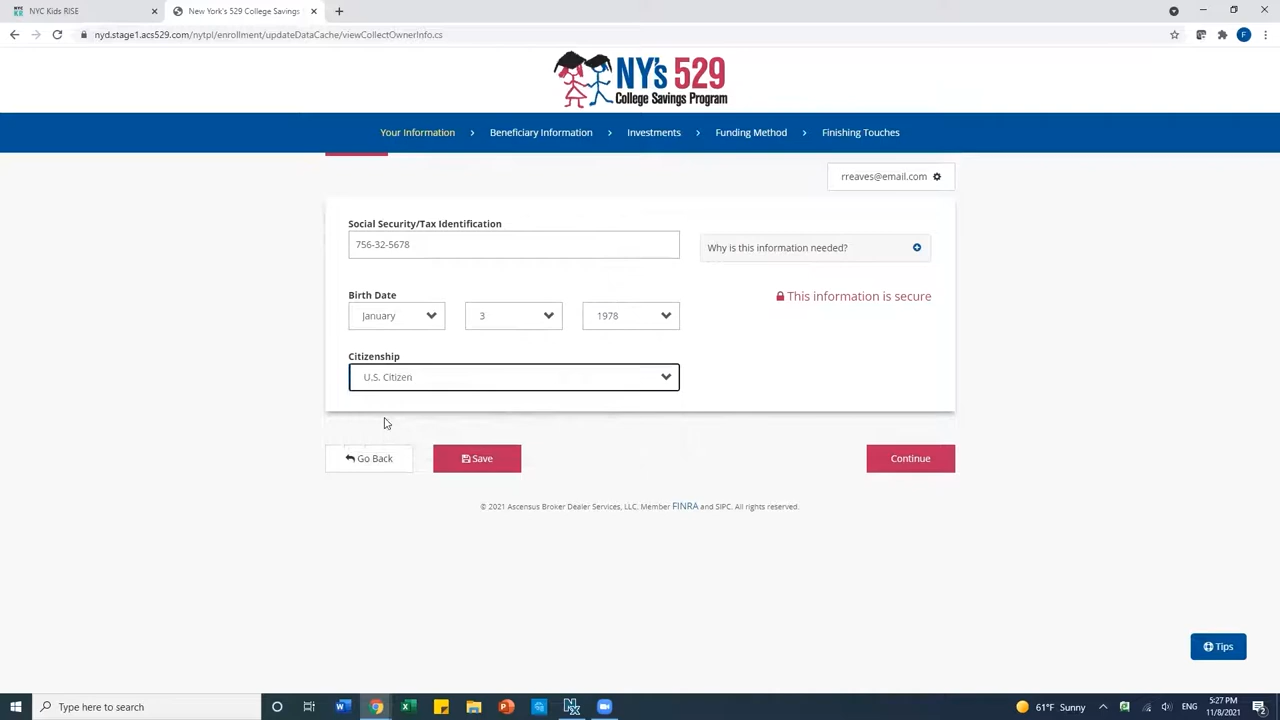 NYC Kids RISE
New York's 529 College Savings
nyd.stage1.acs529.com/nytpl/enrollment/updateDataCache/viewCollectOwnerInfo.cs
F
NY's 529
College Savings Program
Your Information > Beneficiary Information > Investments > Funding Method > Finishing Touches
rreaves@email.com
Social Security/Tax Identification
756-32-5678
Why is this information needed?
Birth Date
This information is secure
January 3 1978
Citizenship
U.S. Citizen
Go Back Save Continue
© 2021 Ascensus Broker Dealer Services, LLC. Member FINRA and SIPC. All rights reserved.
Tips
Type here to search
61°F Sunny
5:27 PM
11/8/2021